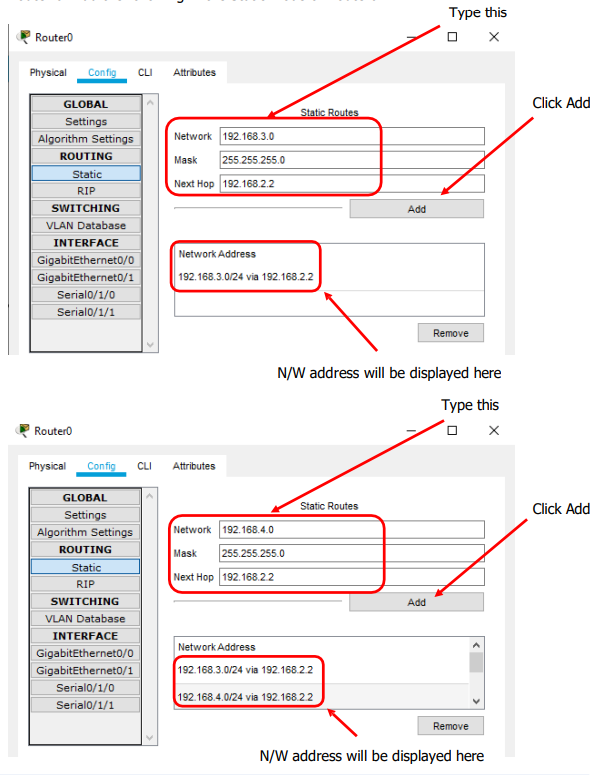 Type this
Router0
Physical Config CLI Attributes
GLOBAL
Settings
Algorithm Settings
ROUTING
Static
RIP
SWITCHING
VLAN Database
INTERFACE
GigabitEthernet0/0
GigabitEthernet0/1
Serial0/1/0
Serial0/1/1
Static Routes
Network 192.168.3.0
Mask 255.255.255.0
Next Hop 192.168.2.2
Add
Click Add
Network Address
192.168.3.0/24 via 192.168.2.2
Remove
N/W address will be displayed here
Type this
Router0
Physical Config CLI Attributes
GLOBAL
Settings
Algorithm Settings
ROUTING
Static
RIP
SWITCHING
VLAN Database
INTERFACE
GigabitEthernet0/0
GigabitEthernet0/1
Serial0/1/0
Serial0/1/1
Static Routes
Network 192.168.4.0
Mask 255.255.255.0
Next Hop 192.168.2.2
Add
Click Add
Network Address
192.168.3.0/24 via 192.168.2.2
192.168.4.0/24 via 192.168.2.2
Remove
N/W address will be displayed here